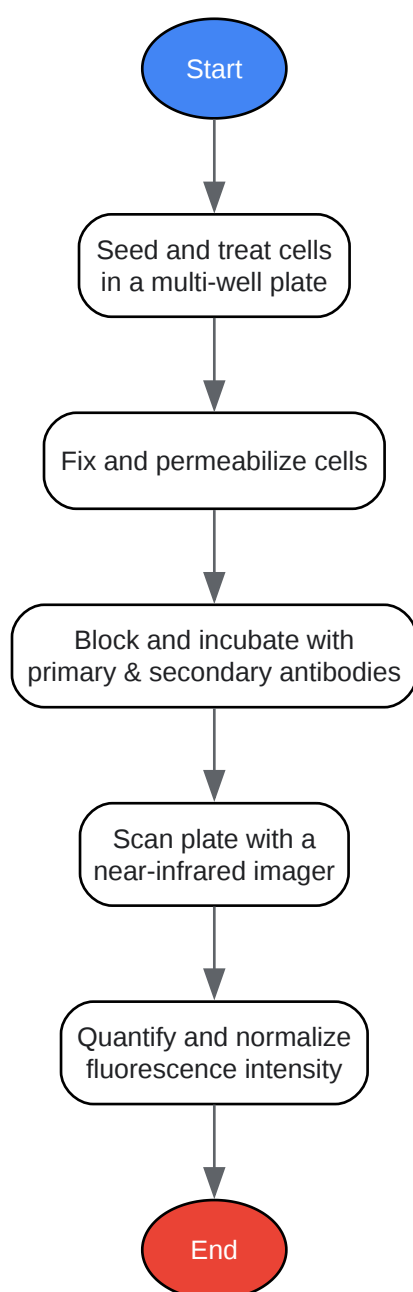 Start
Seed and treat cells
in a multi-well plate
Fix and permeabilize cells
Block and incubate with
primary & secondary antibodies
Scan plate with a
near-infrared imager
Quantify and normalize
fluorescence intensity
End